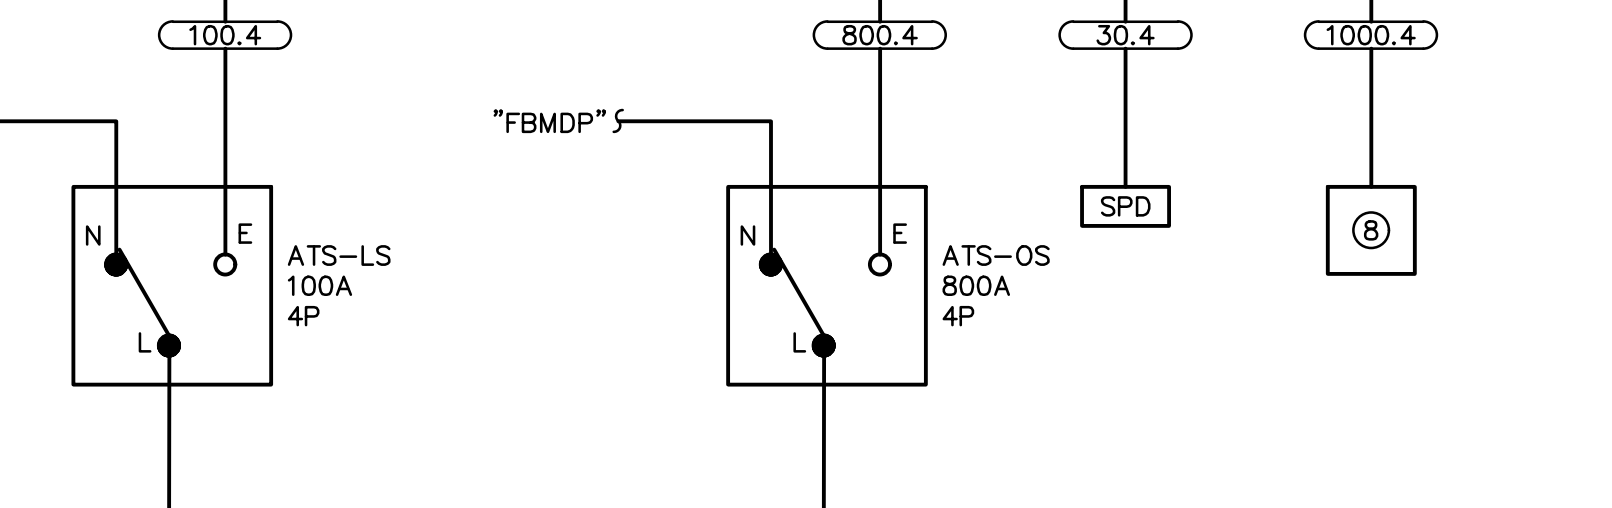 100.4
800.4
30.4
1000.4
”FBMDP”
N
E
ATS-LS
100A
4P
L
N
E
ATS-OS
800A
4P
L
SPD
8